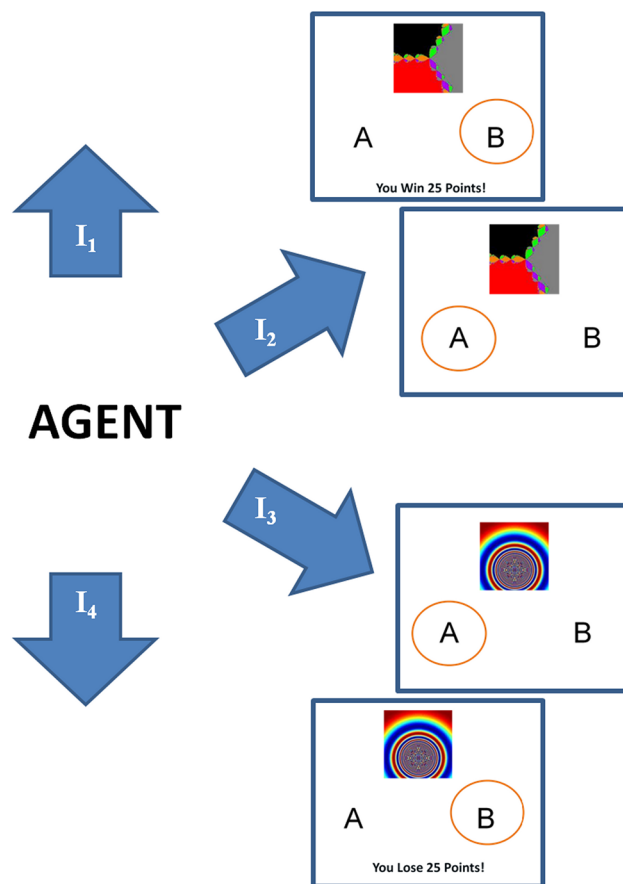 A B
You Win 25 Points!
I₁
A B
I₂
AGENT
I₃
A B
I₄
A B
You Lose 25 Points!